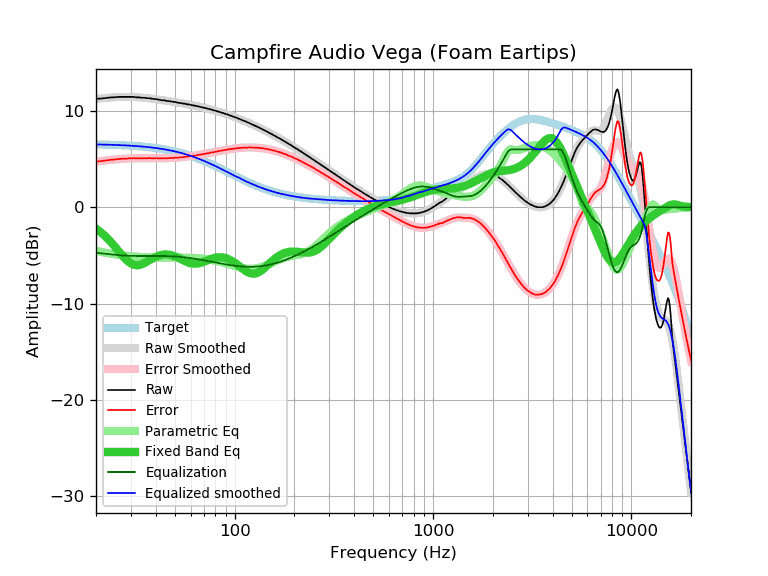 Campfire Audio Vega (Foam Eartips)
10
0
−10
−20
−30
Amplitude (dBr)
Target
Raw Smoothed
Error Smoothed
Raw
Error
Parametric Eq
Fixed Band Eq
Equalization
Equalized smoothed
100
1000
10000
Frequency (Hz)